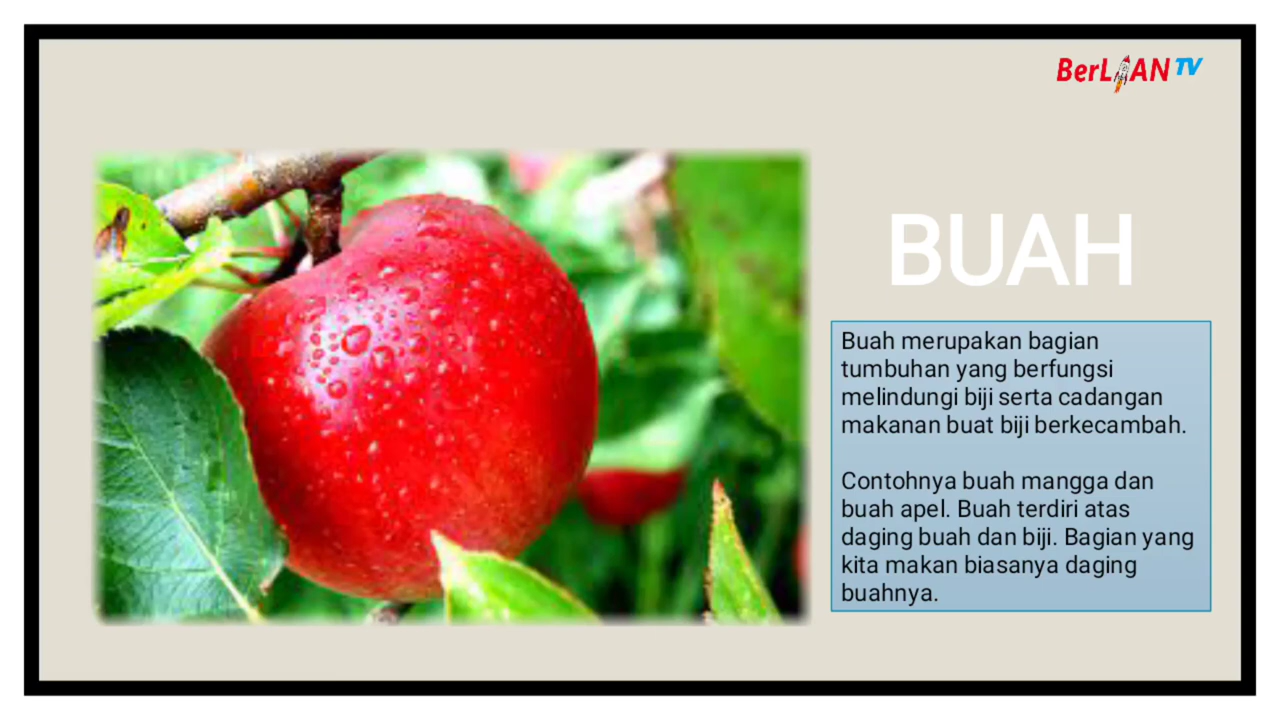 BerLiAN TV
BUAH
Buah merupakan bagian
tumbuhan yang berfungsi
melindungi biji serta cadangan
makanan buat biji berkecambah.
Contohnya buah mangga dan
buah apel. Buah terdiri atas
daging buah dan biji. Bagian yang
kita makan biasanya daging
buahnya.